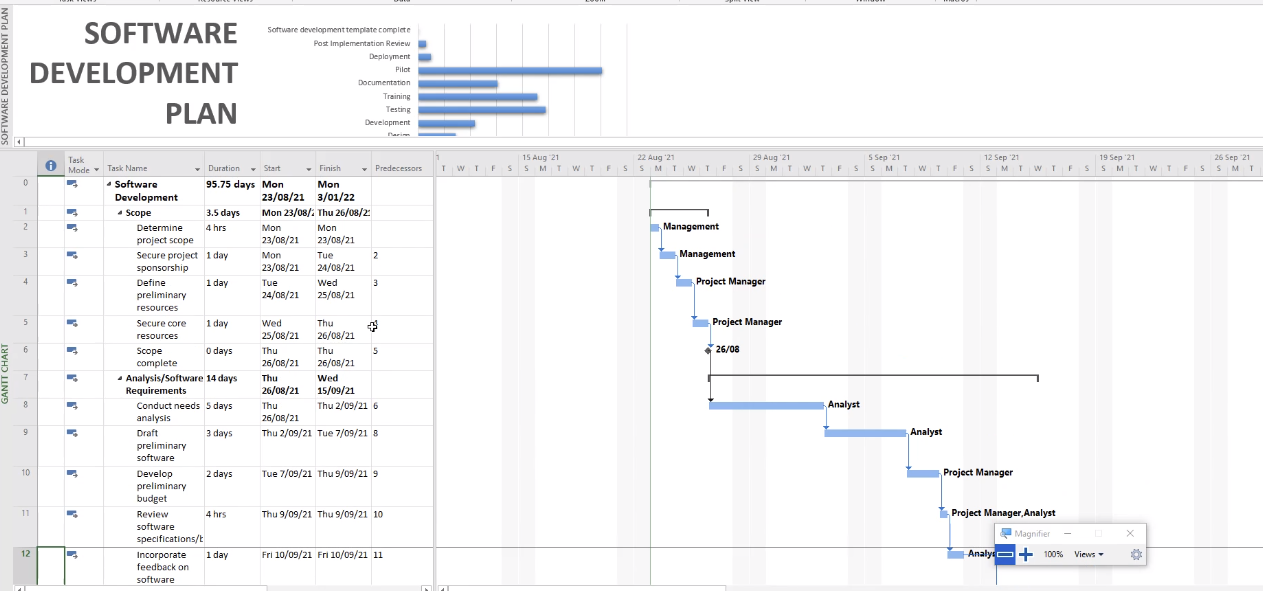 Task Views Resource Views Data Zoom Split View Window Macros
SOFTWARE DEVELOPMENT PLAN
SOFTWARE
DEVELOPMENT
PLAN
Software development template complete
Post Implementation Review
Deployment
Pilot
Documentation
Training
Testing
Development
Design
GANTT CHART
Task Mode Task Name Duration Start Finish Predecessors
15 Aug '21 22 Aug '21 29 Aug '21 5 Sep '21 12 Sep '21 19 Sep '21 26 Sep '21
T W T F S S M T W T F S S M T W T F S S M T W T F S S M T W T F S S M T W T F S S M T W T F S S M T
0 Software Development 95.75 days Mon 23/08/21 Mon 3/01/22
1 Scope 3.5 days Mon 23/08/2 Thu 26/08/21
2 Determine project scope 4 hrs Mon 23/08/21 Mon 23/08/21
Management
3 Secure project sponsorship 1 day Mon 23/08/21 Tue 24/08/21 2
Management
4 Define preliminary resources 1 day Tue 24/08/21 Wed 25/08/21 3
Project Manager
5 Secure core resources 1 day Wed 25/08/21 Thu 26/08/21
Project Manager
6 Scope complete 0 days Thu 26/08/21 Thu 26/08/21 5
26/08
7 Analysis/Software Requirements 14 days Thu 26/08/21 Wed 15/09/21
8 Conduct needs analysis 5 days Thu 26/08/21 Thu 2/09/21 6
Analyst
9 Draft preliminary software 3 days Thu 2/09/21 Tue 7/09/21 8
Analyst
10 Develop preliminary budget 2 days Tue 7/09/21 Thu 9/09/21 9
Project Manager
11 Review software specifications/b 4 hrs Thu 9/09/21 Thu 9/09/21 10
Project Manager,Analyst
12 Incorporate feedback on software 1 day Fri 10/09/21 Fri 10/09/21 11
Analys
Magnifier
100% Views